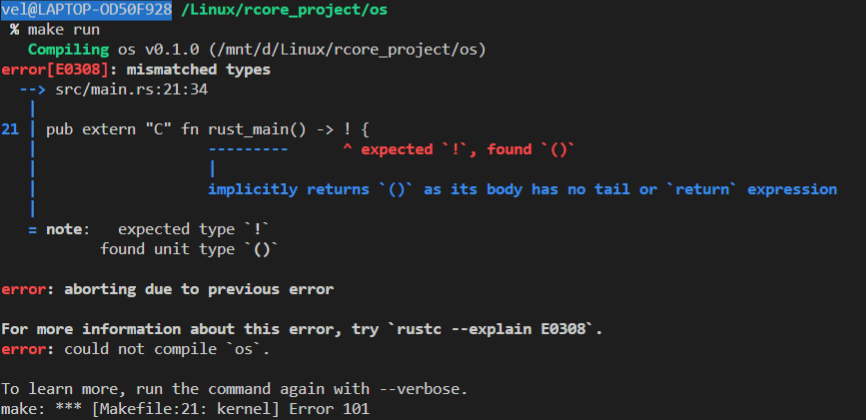 vel@LAPTOP-OD50F928 /Linux/rcore_project/os
% make run
Compiling os v0.1.0 (/mnt/d/Linux/rcore_project/os)
error[E0308]: mismatched types
--> src/main.rs:21:34
|
21 | pub extern "C" fn rust_main() -> ! {
| --------- ^ expected `!`, found `()`
| |
| implicitly returns `()` as its body has no tail or `return` expression
|
= note: expected type `!`
found unit type `()`
error: aborting due to previous error
For more information about this error, try `rustc --explain E0308`.
error: could not compile `os`.
To learn more, run the command again with --verbose.
make: *** [Makefile:21: kernel] Error 101